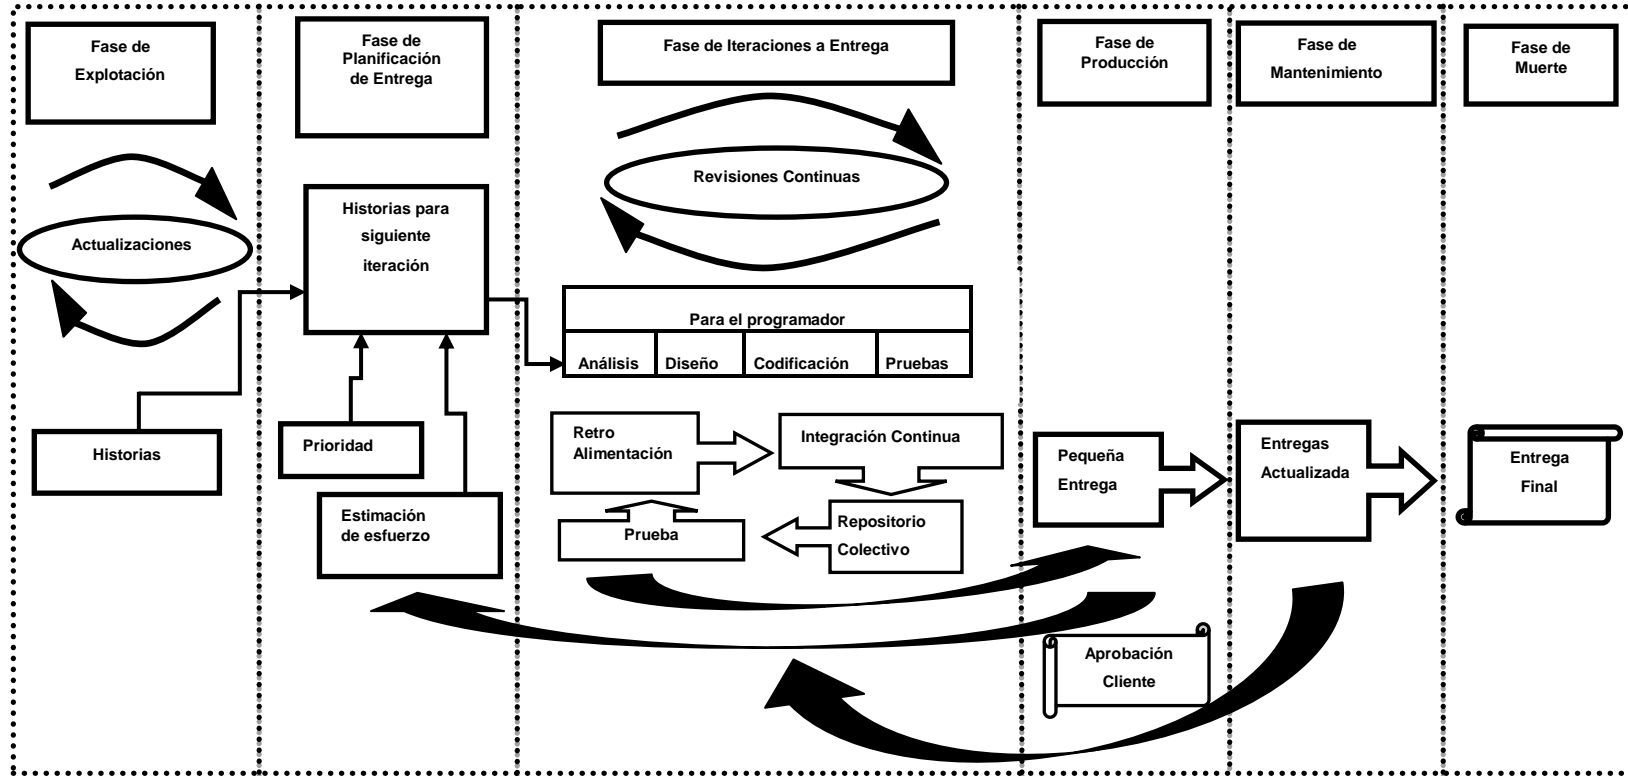 Fase de
Explotación
Fase de
Planificación
de Entrega
Fase de Iteraciones a Entrega
Fase de
Producción
Fase de
Mantenimiento
Fase de
Muerte
Actualizaciones
Historias para
siguiente
iteración
Revisiones Continuas
Para el programador
Análisis
Diseño
Codificación
Pruebas
Historias
Prioridad
Estimación
de esfuerzo
Retro
Alimentación
Integración Continua
Prueba
Repositorio
Colectivo
Pequeña
Entrega
Entregas
Actualizada
Entrega
Final
Aprobación
Cliente